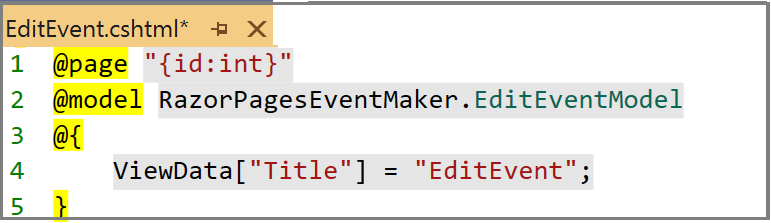 EditEvent.cshtml*
1 @page "{id:int}"
2 @model RazorPagesEventMaker.EditEventModel
3 @{
4 ViewData["Title"] = "EditEvent";
5 }